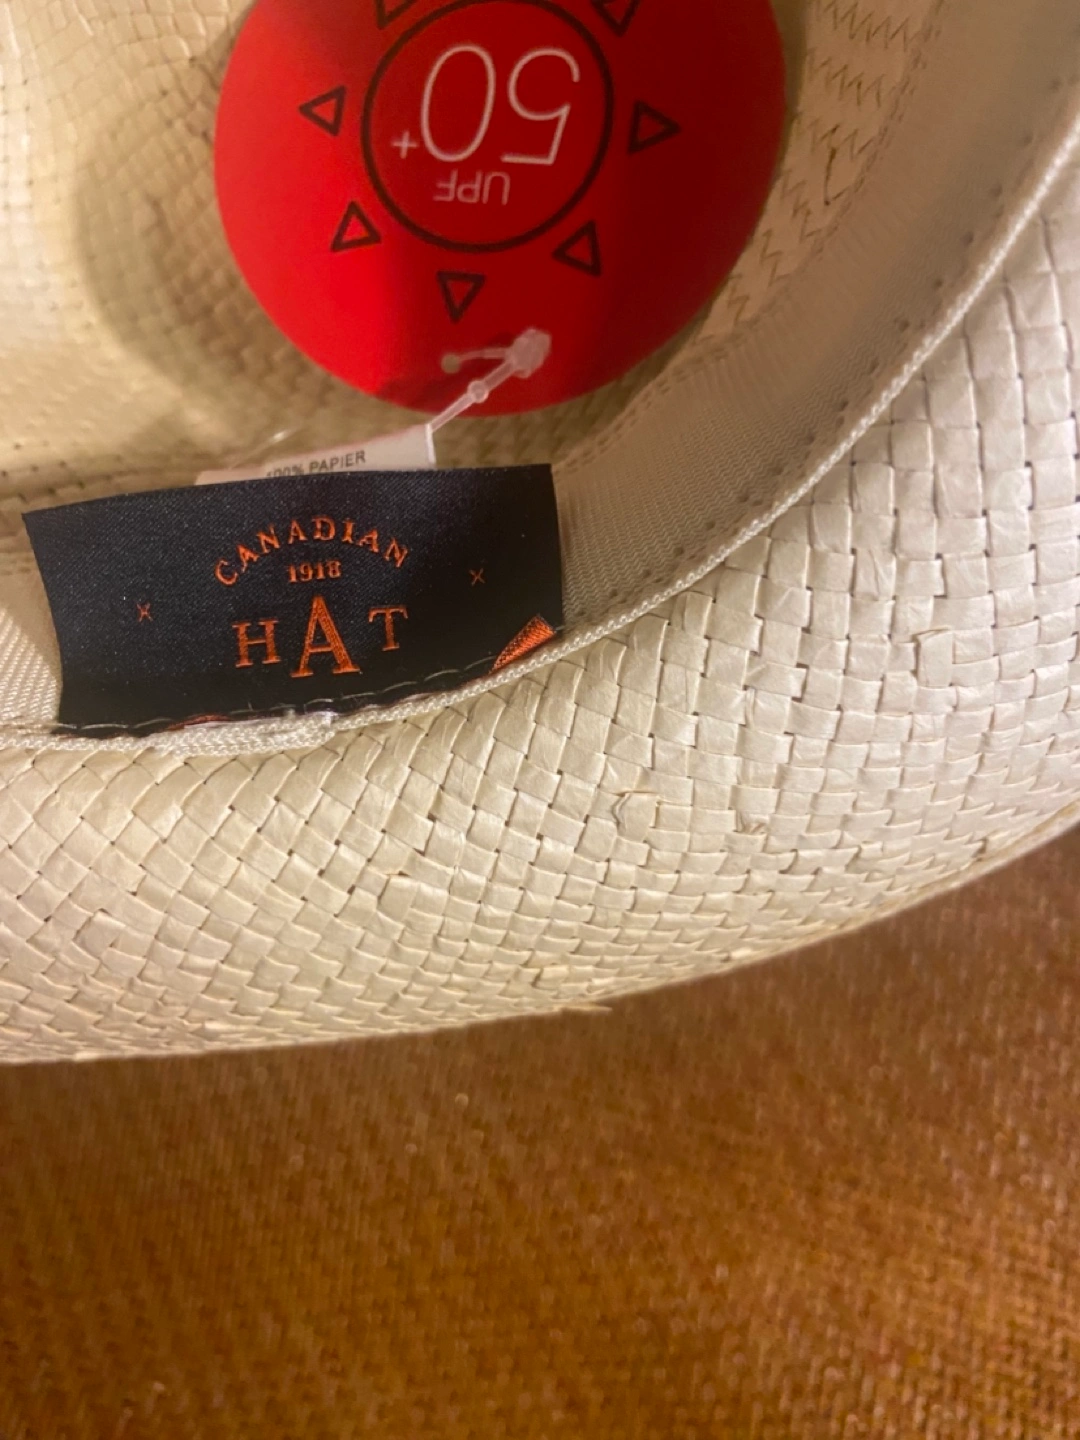 50+
UPF
100% PAPIER
CANADIAN
1918
HAT